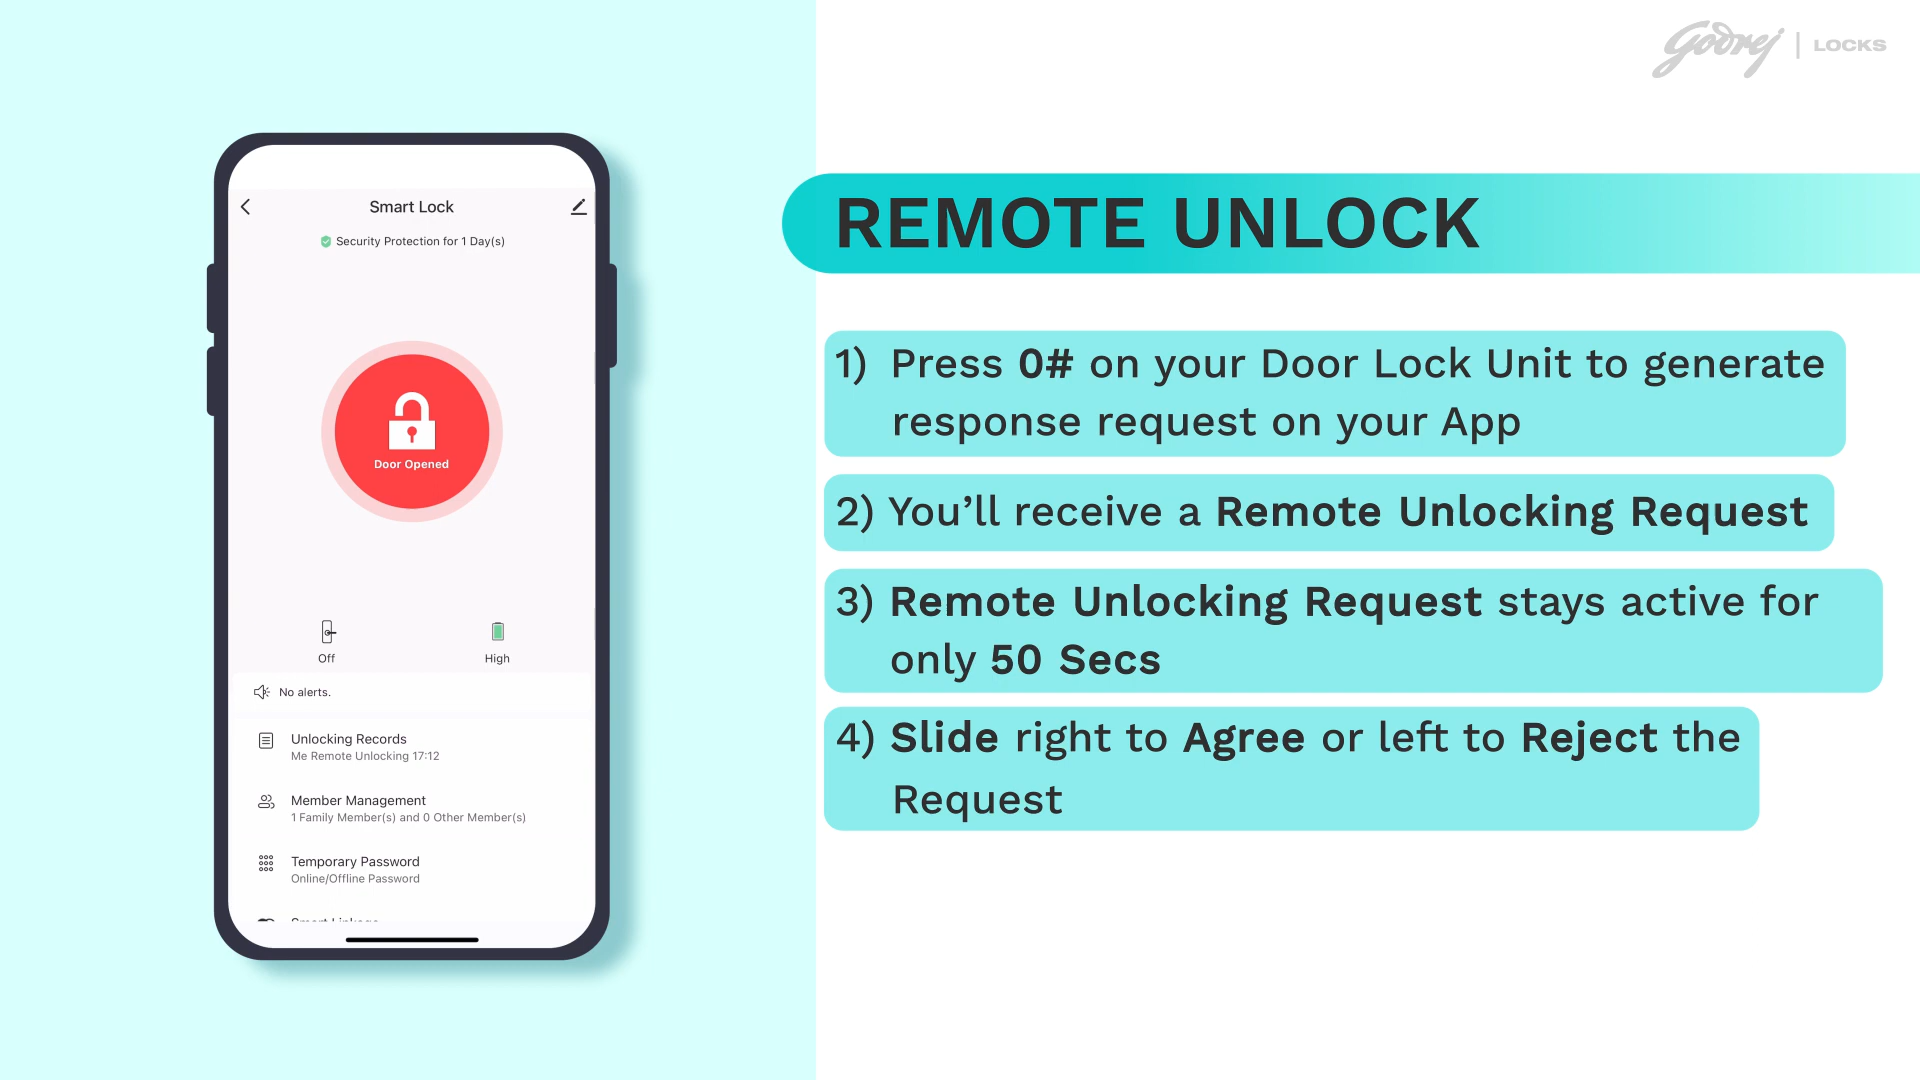 Godrej | LOCKS
Smart Lock
Security Protection for 1 Day(s)
Door Opened
Off
High
No alerts.
Unlocking Records
Me Remote Unlocking 17:12
Member Management
1 Family Member(s) and 0 Other Member(s)
Temporary Password
Online/Offline Password
REMOTE UNLOCK
1) Press 0# on your Door Lock Unit to generate
response request on your App
2) You’ll receive a Remote Unlocking Request
3) Remote Unlocking Request stays active for
only 50 Secs
4) Slide right to Agree or left to Reject the
Request